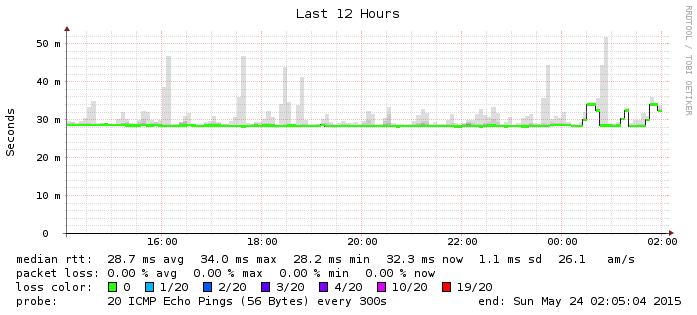 Last 12 Hours
RRDTOOL / TOBI OETIKER
Seconds
50 m
40 m
30 m
20 m
10 m
0
16:00 18:00 20:00 22:00 00:00 02:00
median rtt: 28.7 ms avg 34.0 ms max 28.2 ms min 32.3 ms now 1.1 ms sd 26.1 am/s
packet loss: 0.00 % avg 0.00 % max 0.00 % min 0.00 % now
loss color: 0 1/20 2/20 3/20 4/20 10/20 19/20
probe: 20 ICMP Echo Pings (56 Bytes) every 300s end: Sun May 24 02:05:04 2015